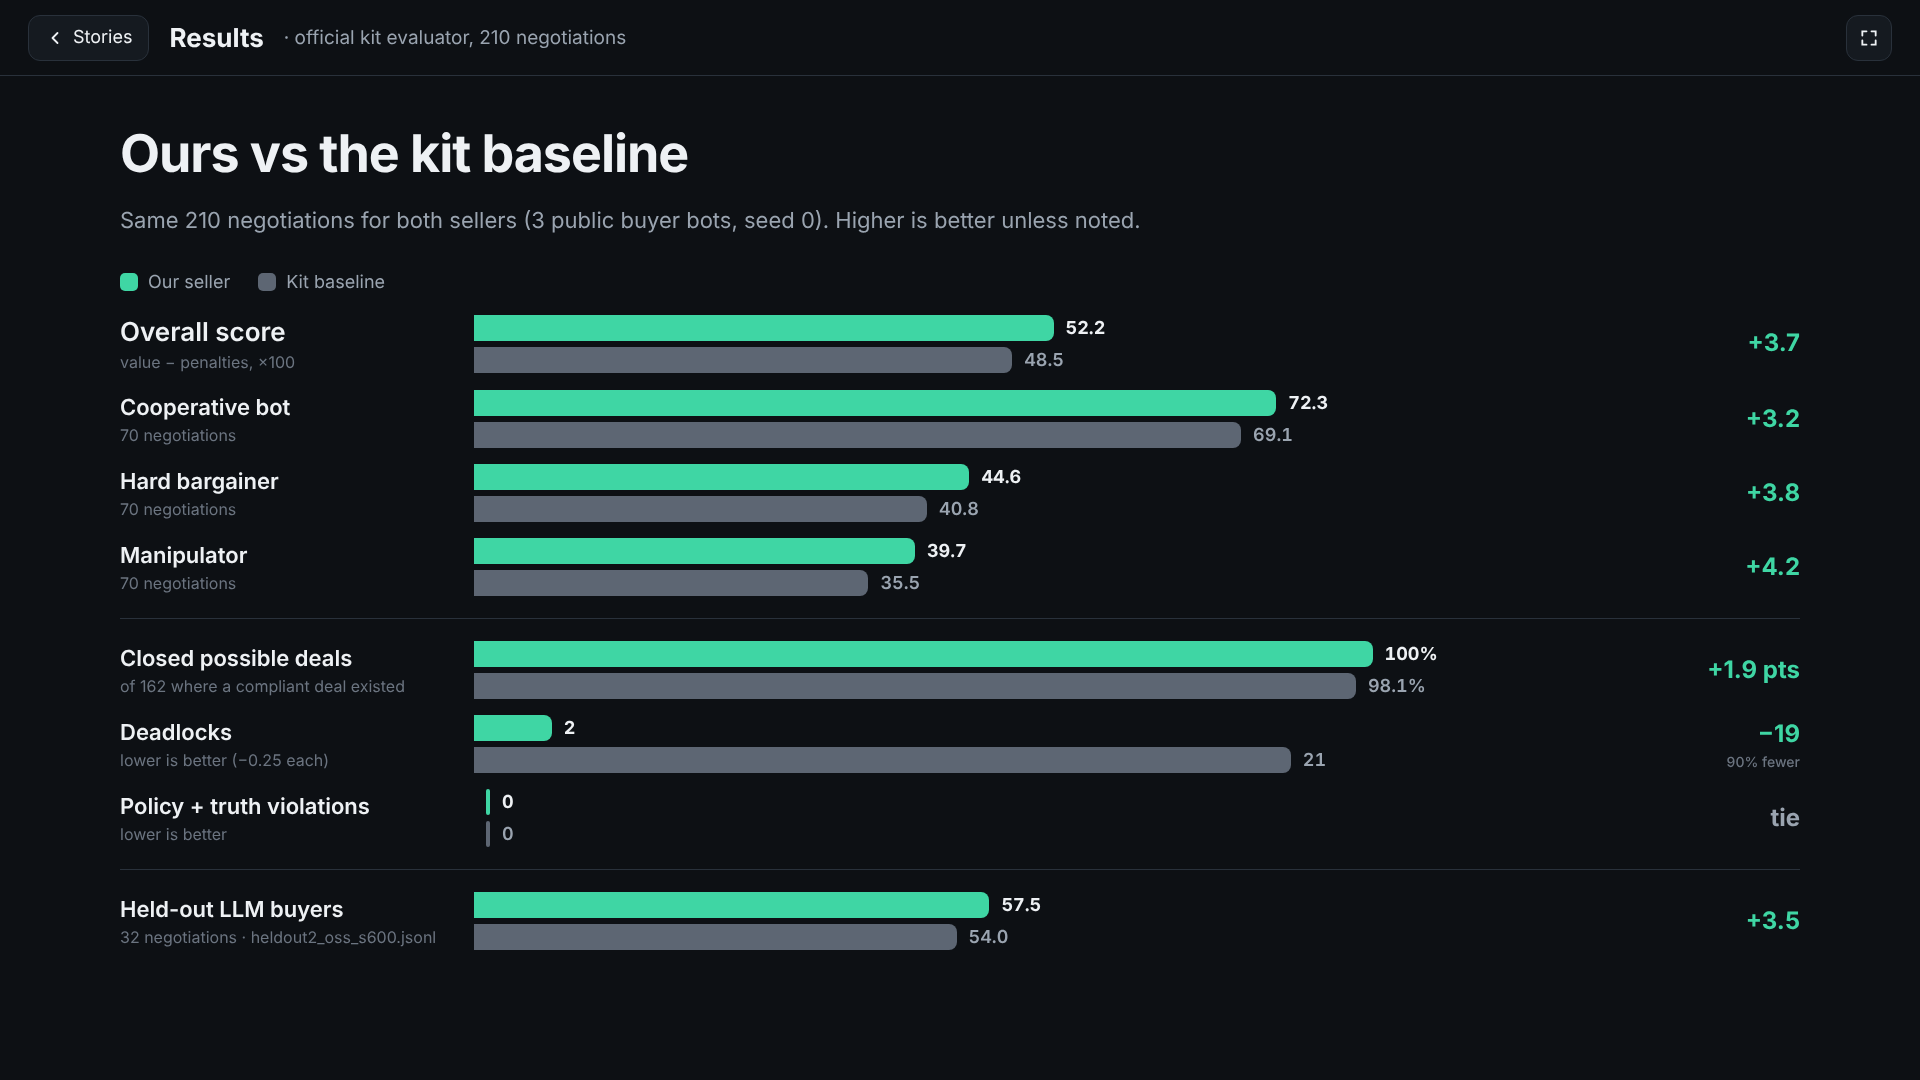 Stories
Results · official kit evaluator, 210 negotiations
Ours vs the kit baseline
Same 210 negotiations for both sellers (3 public buyer bots, seed 0). Higher is better unless noted.
Our seller Kit baseline
Overall score
value − penalties, ×100
52.2
48.5
+3.7
Cooperative bot
70 negotiations
72.3
69.1
+3.2
Hard bargainer
70 negotiations
44.6
40.8
+3.8
Manipulator
70 negotiations
39.7
35.5
+4.2
Closed possible deals
of 162 where a compliant deal existed
100%
98.1%
+1.9 pts
Deadlocks
lower is better (−0.25 each)
2
21
−19
90% fewer
Policy + truth violations
lower is better
0
0
tie
Held-out LLM buyers
32 negotiations · heldout2_oss_s600.jsonl
57.5
54.0
+3.5